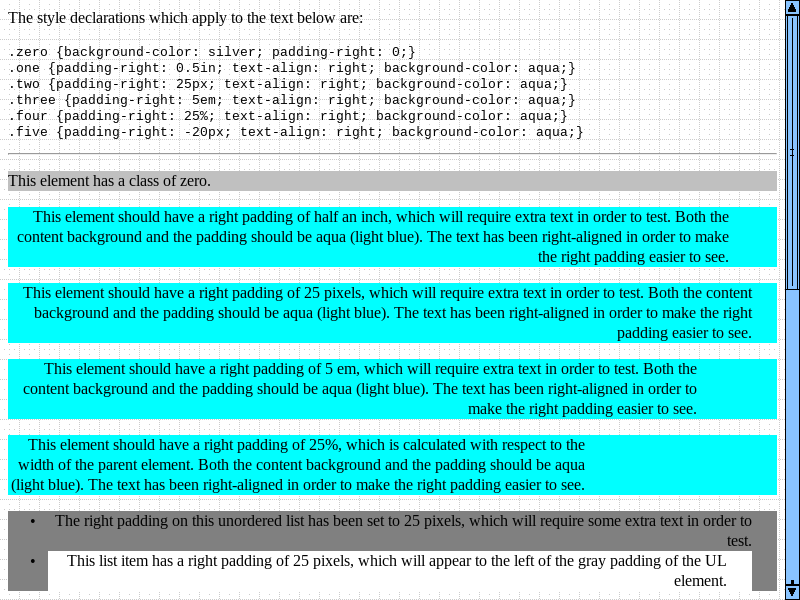 The style declarations which apply to the text below are:
.zero {background-color: silver; padding-right: 0;}
.one {padding-right: 0.5in; text-align: right; background-color: aqua;}
.two {padding-right: 25px; text-align: right; background-color: aqua;}
.three {padding-right: 5em; text-align: right; background-color: aqua;}
.four {padding-right: 25%; text-align: right; background-color: aqua;}
.five {padding-right: -20px; text-align: right; background-color: aqua;}
This element has a class of zero.
This element should have a right padding of half an inch, which will require extra text in order to test. Both the
content background and the padding should be aqua (light blue). The text has been right-aligned in order to make
the right padding easier to see.
This element should have a right padding of 25 pixels, which will require extra text in order to test. Both the content
background and the padding should be aqua (light blue). The text has been right-aligned in order to make the right
padding easier to see.
This element should have a right padding of 5 em, which will require extra text in order to test. Both the
content background and the padding should be aqua (light blue). The text has been right-aligned in order to
make the right padding easier to see.
This element should have a right padding of 25%, which is calculated with respect to the
width of the parent element. Both the content background and the padding should be aqua
(light blue). The text has been right-aligned in order to make the right padding easier to see.
• The right padding on this unordered list has been set to 25 pixels, which will require some extra text in order to
test.
• This list item has a right padding of 25 pixels, which will appear to the left of the gray padding of the UL
element.